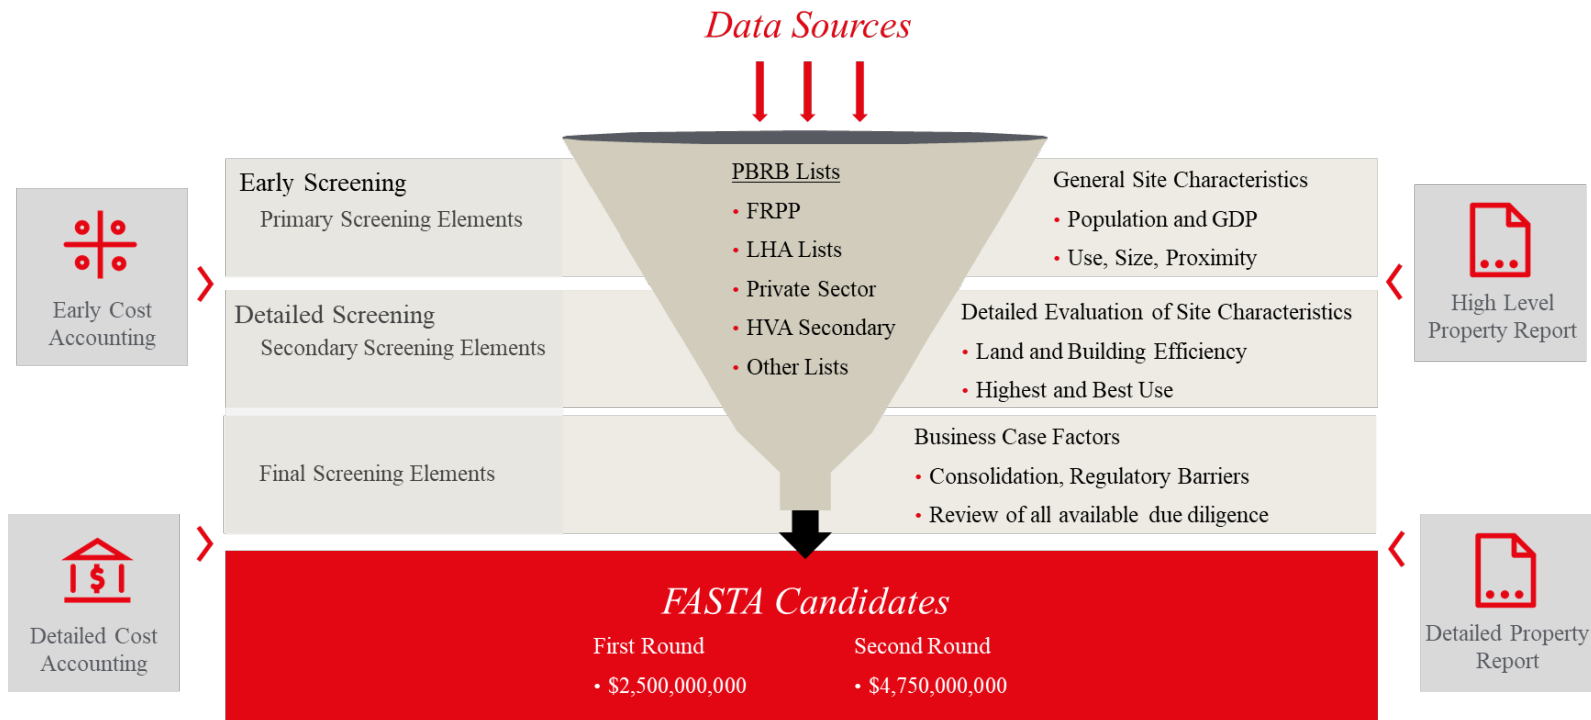 Data Sources
Early Screening
Primary Screening Elements
PBRB Lists
• FRPP
• LHA Lists
• Private Sector
• HVA Secondary
• Other Lists
General Site Characteristics
• Population and GDP
• Use, Size, Proximity
Early Cost
Accounting
High Level
Property Report
Detailed Screening
Secondary Screening Elements
Detailed Evaluation of Site Characteristics
• Land and Building Efficiency
• Highest and Best Use
Final Screening Elements
Business Case Factors
• Consolidation, Regulatory Barriers
• Review of all available due diligence
Detailed Cost
Accounting
Detailed Property
Report
FASTA Candidates
First Round
• $2,500,000,000
Second Round
• $4,750,000,000